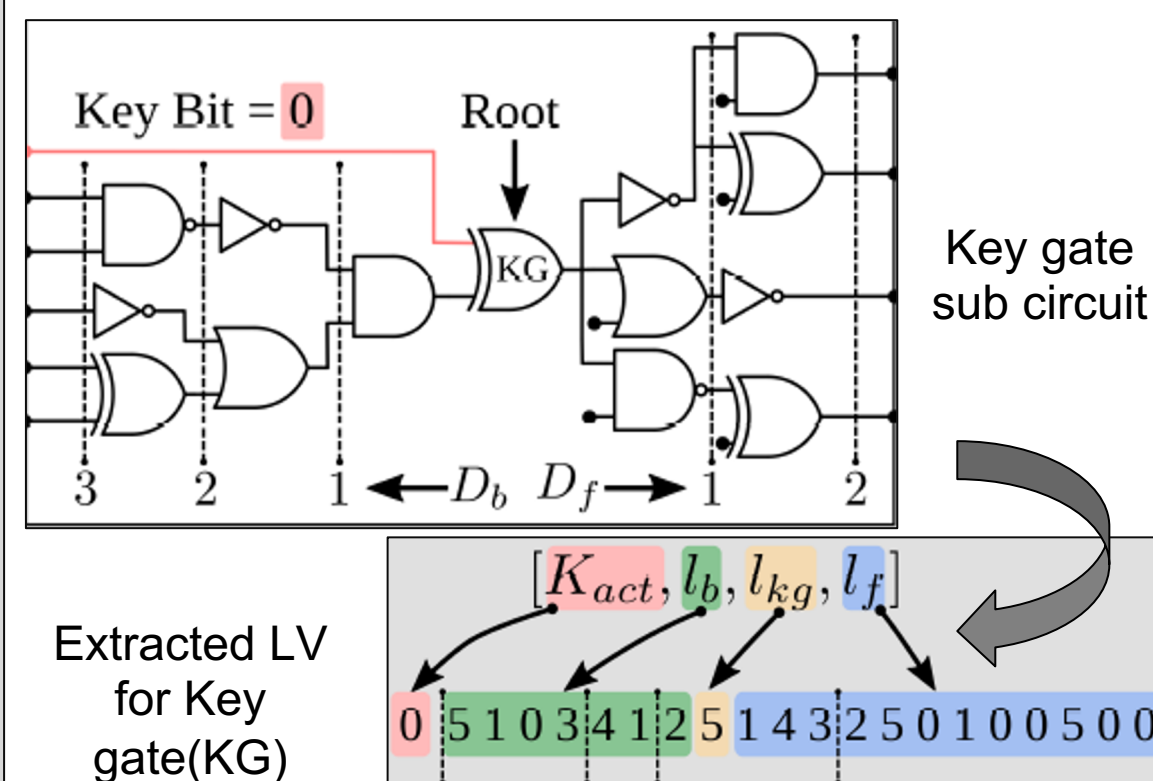 Key Bit = 0
Root
KG
3 2 1 D_b D_f 1 2
Key gate
sub circuit
[K_act, l_b, l_kg, l_f]
Extracted LV
for Key
gate(KG)
0 5 1 0 3 4 1 2 5 1 4 3 2 5 0 1 0 0 5 0 0